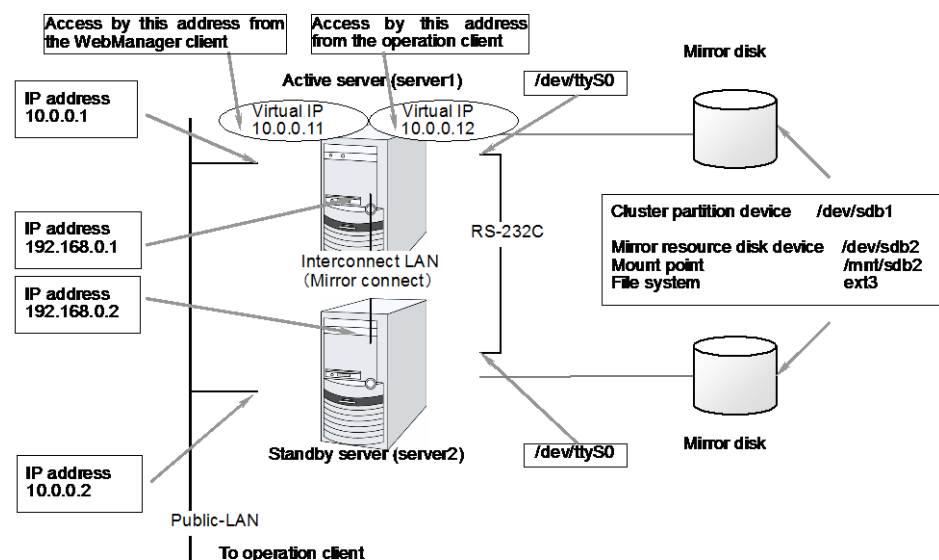 Access by this address from
the WebManager client
Access by this address
from the operation client
Mirror disk
Active server (server1)
/dev/ttyS0
IP address
10.0.0.1
Virtual IP
10.0.0.11
Virtual IP
10.0.0.12
Cluster partition device /dev/sdb1
Mirror resource disk device /dev/sdb2
Mount point /mnt/sdb2
File system ext3
IP address
192.168.0.1
RS-232C
Interconnect LAN
(Mirror connect)
IP address
192.168.0.2
Mirror disk
Standby server (server2)
/dev/ttyS0
IP address
10.0.0.2
Public-LAN
To operation client